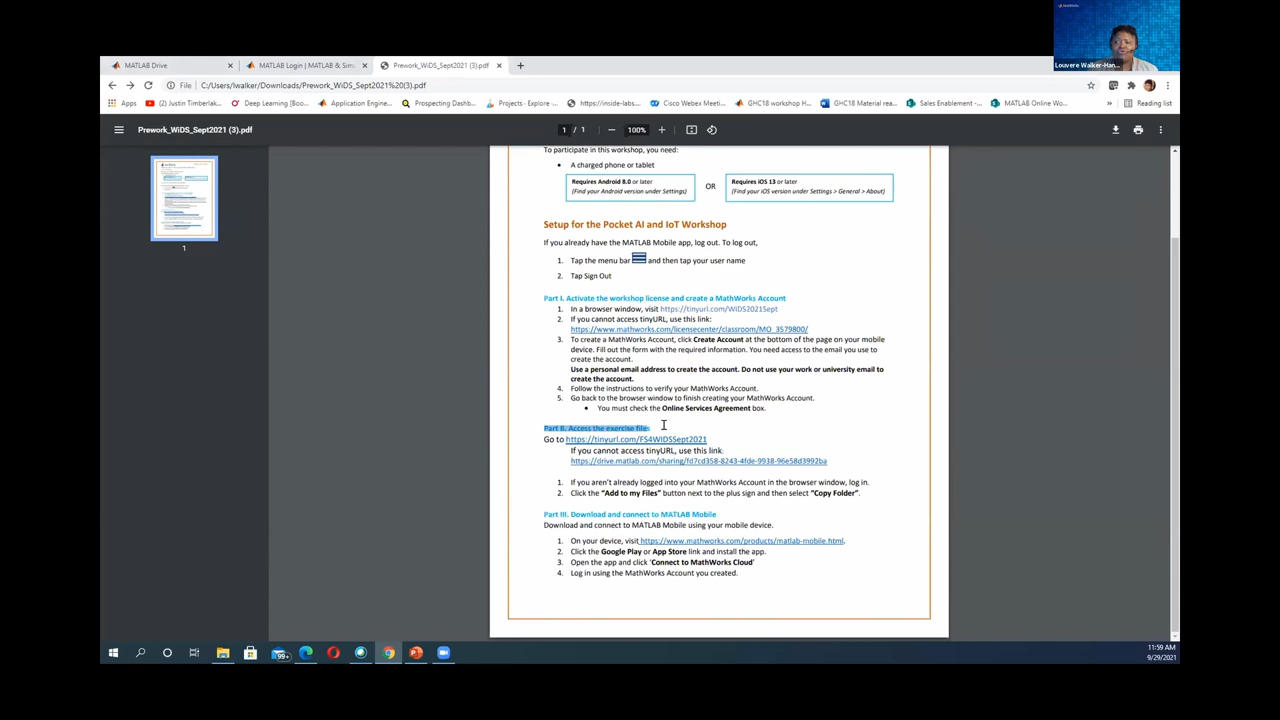 MathWorks
Louvere Walker-Han...
MATLAB Drive
MATLAB Login | MATLAB & Sim
Prework_WiDS_Sept2021 (3).pdf
File
C:/Users/lwalker/Downloads/Prework_WiDS_Sept2021%20(3).pdf
Apps
(2) Justin Timberlak...
Deep Learning [Boo...
Application Engine...
Prospecting Dashb...
Projects - Explore -...
https://inside-labs...
Cisco Webex Meeti...
GHC18 workshop H...
GHC18 Material rea...
Sales Enablement -...
MATLAB Online Wo...
»
Reading list
Prework_WiDS_Sept2021 (3).pdf
1 / 1
100%
1
To participate in this workshop, you need:
• A charged phone or tablet
Requires Android 8.0 or later
(Find your Android version under Settings)
OR
Requires iOS 13 or later
(Find your iOS version under Settings > General > About)
Setup for the Pocket AI and IoT Workshop
If you already have the MATLAB Mobile app, log out. To log out,
1. Tap the menu bar and then tap your user name
2. Tap Sign Out
Part I. Activate the workshop license and create a MathWorks Account
1. In a browser window, visit https://tinyurl.com/WiDS2021Sept
2. If you cannot access tinyURL, use this link:
https://www.mathworks.com/licensecenter/classroom/MO_3579800/
3. To create a MathWorks Account, click Create Account at the bottom of the page on your mobile
device. Fill out the form with the required information. You need access to the email you use to
create the account.
Use a personal email address to create the account. Do not use your work or university email to
create the account.
4. Follow the instructions to verify your MathWorks Account.
5. Go back to the browser window to finish creating your MathWorks Account.
• You must check the Online Services Agreement box.
Part II. Access the exercise files
Go to https://tinyurl.com/FS4WIDSSept2021
If you cannot access tinyURL, use this link:
https://drive.matlab.com/sharing/fd7cd358-8243-4fde-9938-96e58d3992ba
1. If you aren't already logged into your MathWorks Account in the browser window, log in.
2. Click the "Add to my Files" button next to the plus sign and then select "Copy Folder".
Part III. Download and connect to MATLAB Mobile
Download and connect to MATLAB Mobile using your mobile device.
1. On your device, visit https://www.mathworks.com/products/matlab-mobile.html.
2. Click the Google Play or App Store link and install the app.
3. Open the app and click 'Connect to MathWorks Cloud'
4. Log in using the MathWorks Account you created.
99+
11:59 AM
9/29/2021